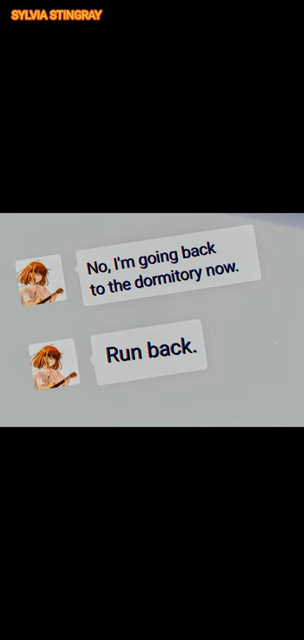 SYLVIA STINGRAY
No, I'm going back
to the dormitory now.
Run back.